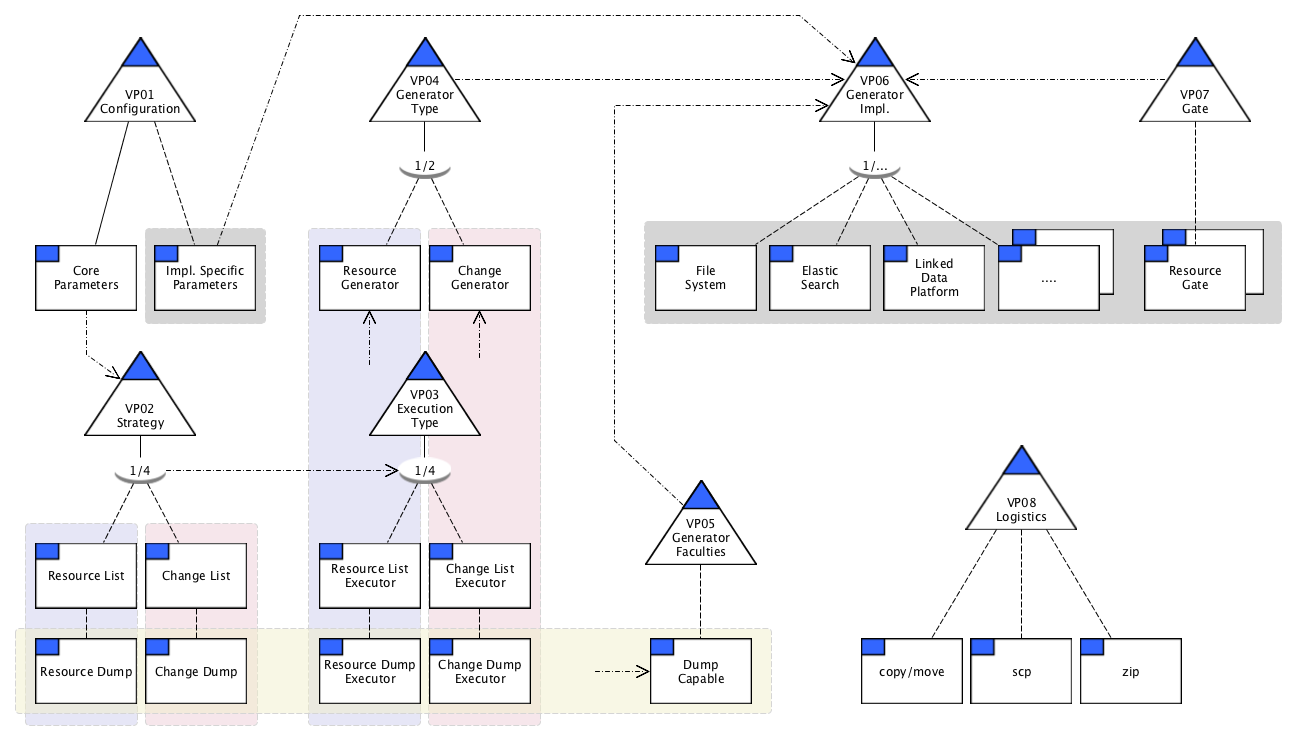 VP01
Configuration
VP04
Generator
Type
VP06
Generator
Impl.
VP07
Gate
1/2
1/...
Core
Parameters
Impl. Specific
Parameters
Resource
Generator
Change
Generator
File
System
Elastic
Search
Linked
Data
Platform
....
Resource
Gate
VP02
Strategy
VP03
Execution
Type
1/4
1/4
VP05
Generator
Faculties
VP08
Logistics
Resource List
Change List
Resource List
Executor
Change List
Executor
Resource Dump
Change Dump
Resource Dump
Executor
Change Dump
Executor
Dump
Capable
copy/move
scp
zip